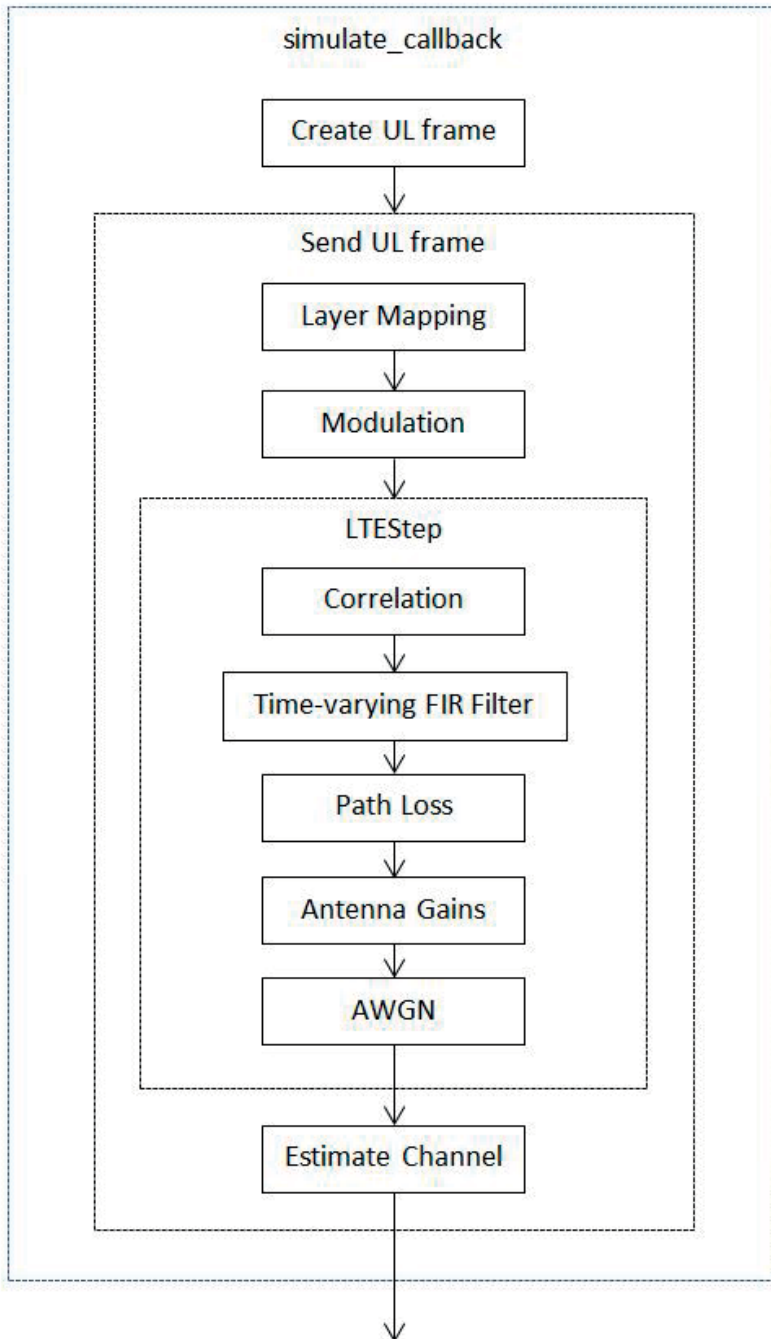 simulate_callback
Create UL frame
Send UL frame
Layer Mapping
Modulation
LTEStep
Correlation
Time-varying FIR Filter
Path Loss
Antenna Gains
AWGN
Estimate Channel